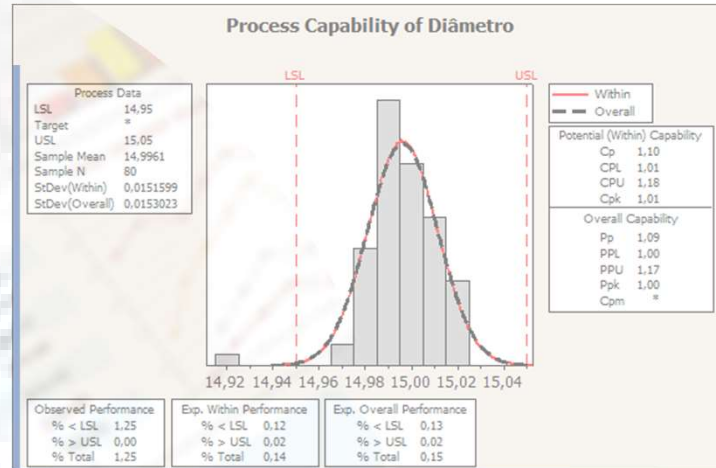 Process Capability of Diâmetro
LSL
USL
Process Data
LSL 14,95
Target *
USL 15,05
Sample Mean 14,9961
Sample N 80
StDev(Within) 0,0151599
StDev(Overall) 0,0153023
Within
Overall
Potential (Within) Capability
Cp 1,10
CPL 1,01
CPU 1,18
Cpk 1,01
Overall Capability
Pp 1,09
PPL 1,00
PPU 1,17
Ppk 1,00
Cpm *
14,92 14,94 14,96 14,98 15,00 15,02 15,04
Observed Performance
% < LSL 1,25
% > USL 0,00
% Total 1,25
Exp. Within Performance
% < LSL 0,12
% > USL 0,02
% Total 0,14
Exp. Overall Performance
% < LSL 0,13
% > USL 0,02
% Total 0,15